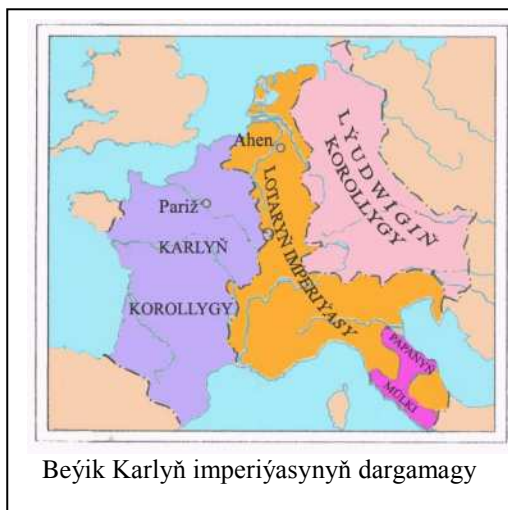 LÝUDWIGIŇ
KOROLLYGY
Ahen
LOTARYŇ IMPERIÝASY
Pariž
KARLYŇ
KOROLLYGY
PAPANYŇ
MÜLKI
Beýik Karlyň imperiýasynyň dargamagy